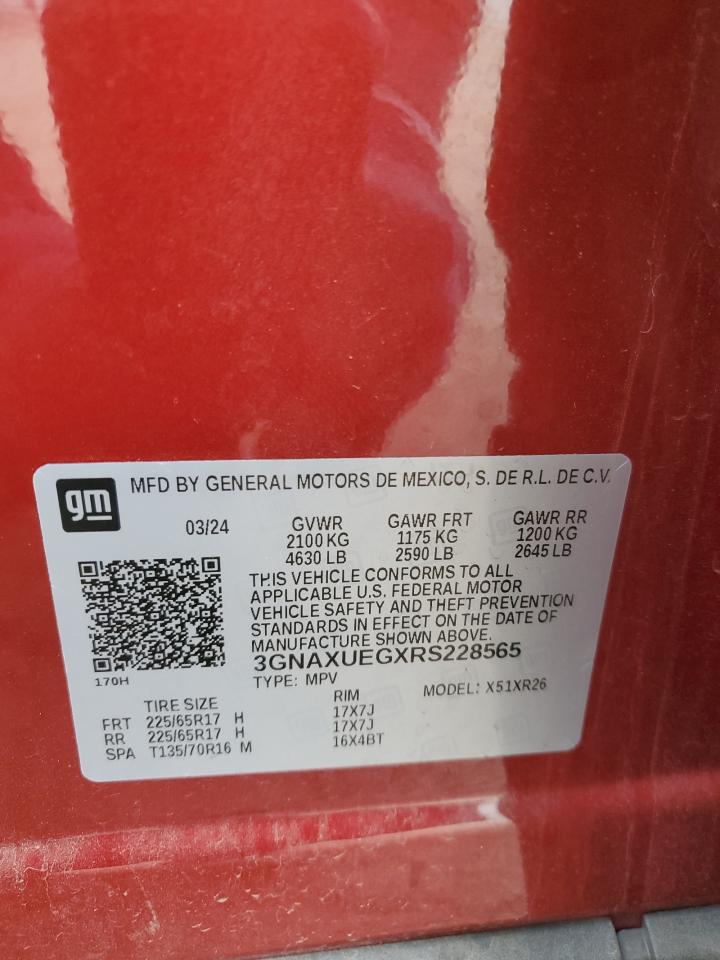 gm
MFD BY GENERAL MOTORS DE MEXICO, S. DE R.L. DE C.V.
03/24 GVWR GAWR FRT GAWR RR
2100 KG 1175 KG 1200 KG
4630 LB 2590 LB 2645 LB
THIS VEHICLE CONFORMS TO ALL
APPLICABLE U.S. FEDERAL MOTOR
VEHICLE SAFETY AND THEFT PREVENTION
STANDARDS IN EFFECT ON THE DATE OF
MANUFACTURE SHOWN ABOVE.
3GNAXUEGXRS228565
170H
TYPE: MPV MODEL: X51XR26
TIRE SIZE RIM
FRT 225/65R17 H 17X7J
RR 225/65R17 H 17X7J
SPA T135/70R16 M 16X4BT